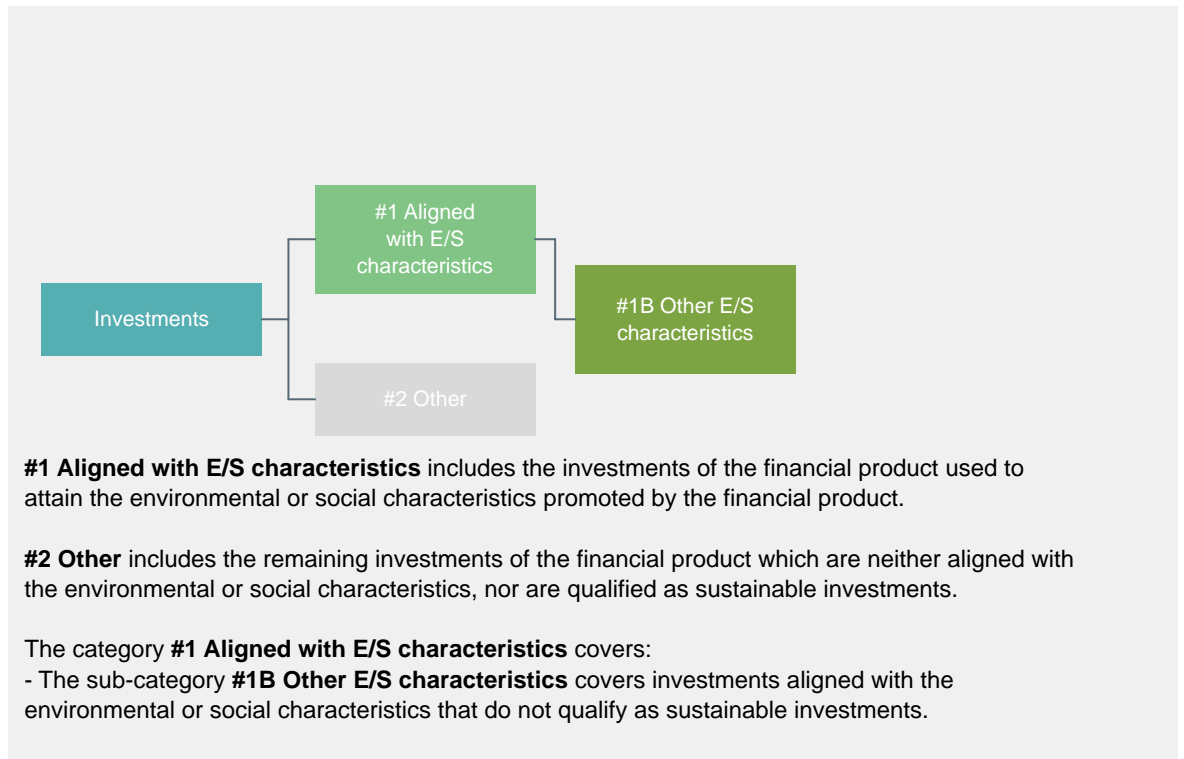 #1 Aligned
with E/S
characteristics
Investments
#1B Other E/S
characteristics
#2 Other
#1 Aligned with E/S characteristics includes the investments of the financial product used to
attain the environmental or social characteristics promoted by the financial product.
#2 Other includes the remaining investments of the financial product which are neither aligned with
the environmental or social characteristics, nor are qualified as sustainable investments.
The category #1 Aligned with E/S characteristics covers:
- The sub-category #1B Other E/S characteristics covers investments aligned with the
environmental or social characteristics that do not qualify as sustainable investments.